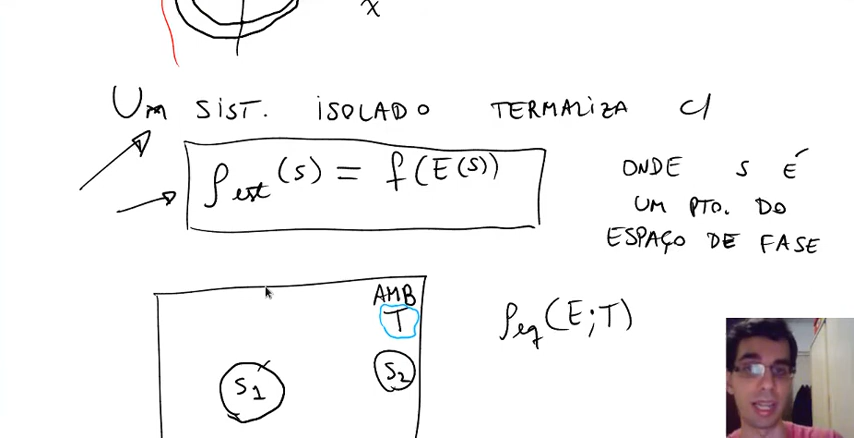 x
Um SIST. ISOLADO TERMALIZA C/
ρest (s) = f(E(s))
ONDE S É
UM PTO. DO
ESPAÇO DE FASE
AMB
T
S1
S2
ρeq(E;T)